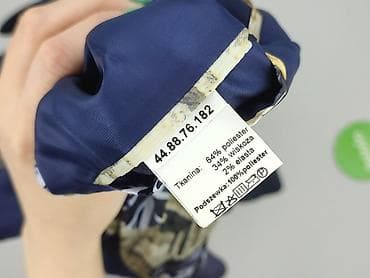 44.88.76.182
Tkanina: 64% poliester
34% wiskoza
2% elasta
Podszewka:100%poliester